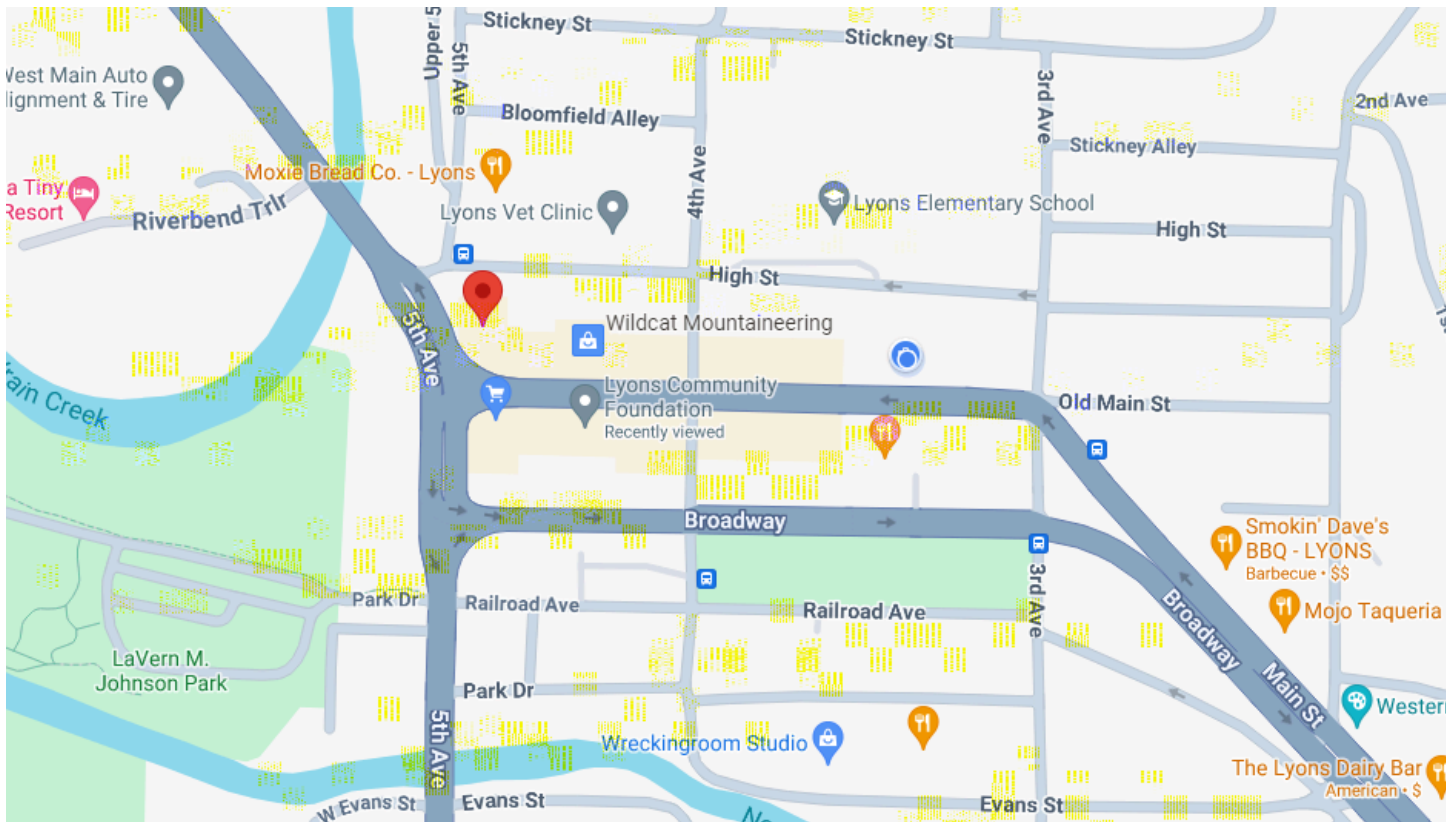 Stickney St
Stickney St
Upper 5
5th Ave
3rd Ave
West Main Auto
lignment & Tire
2nd Ave
Bloomfield Alley
Stickney Alley
Moxie Bread Co. - Lyons
4th Ave
a Tiny
Resort
Riverbend Trlr
Lyons Vet Clinic
Lyons Elementary School
High St
High St
5th Ave
Wildcat Mountaineering
rain Creek
Lyons Community
Foundation
Recently viewed
Old Main St
Broadway
Smokin' Dave's
BBQ - LYONS
Barbecue • $$
3rd Ave
Park Dr
Railroad Ave
Railroad Ave
Mojo Taqueria
Broadway
LaVern M.
Johnson Park
Park Dr
Main St
5th Ave
Western
Wreckingroom Studio
The Lyons Dairy Bar
American • $
W Evans St
Evans St
No
Evans St